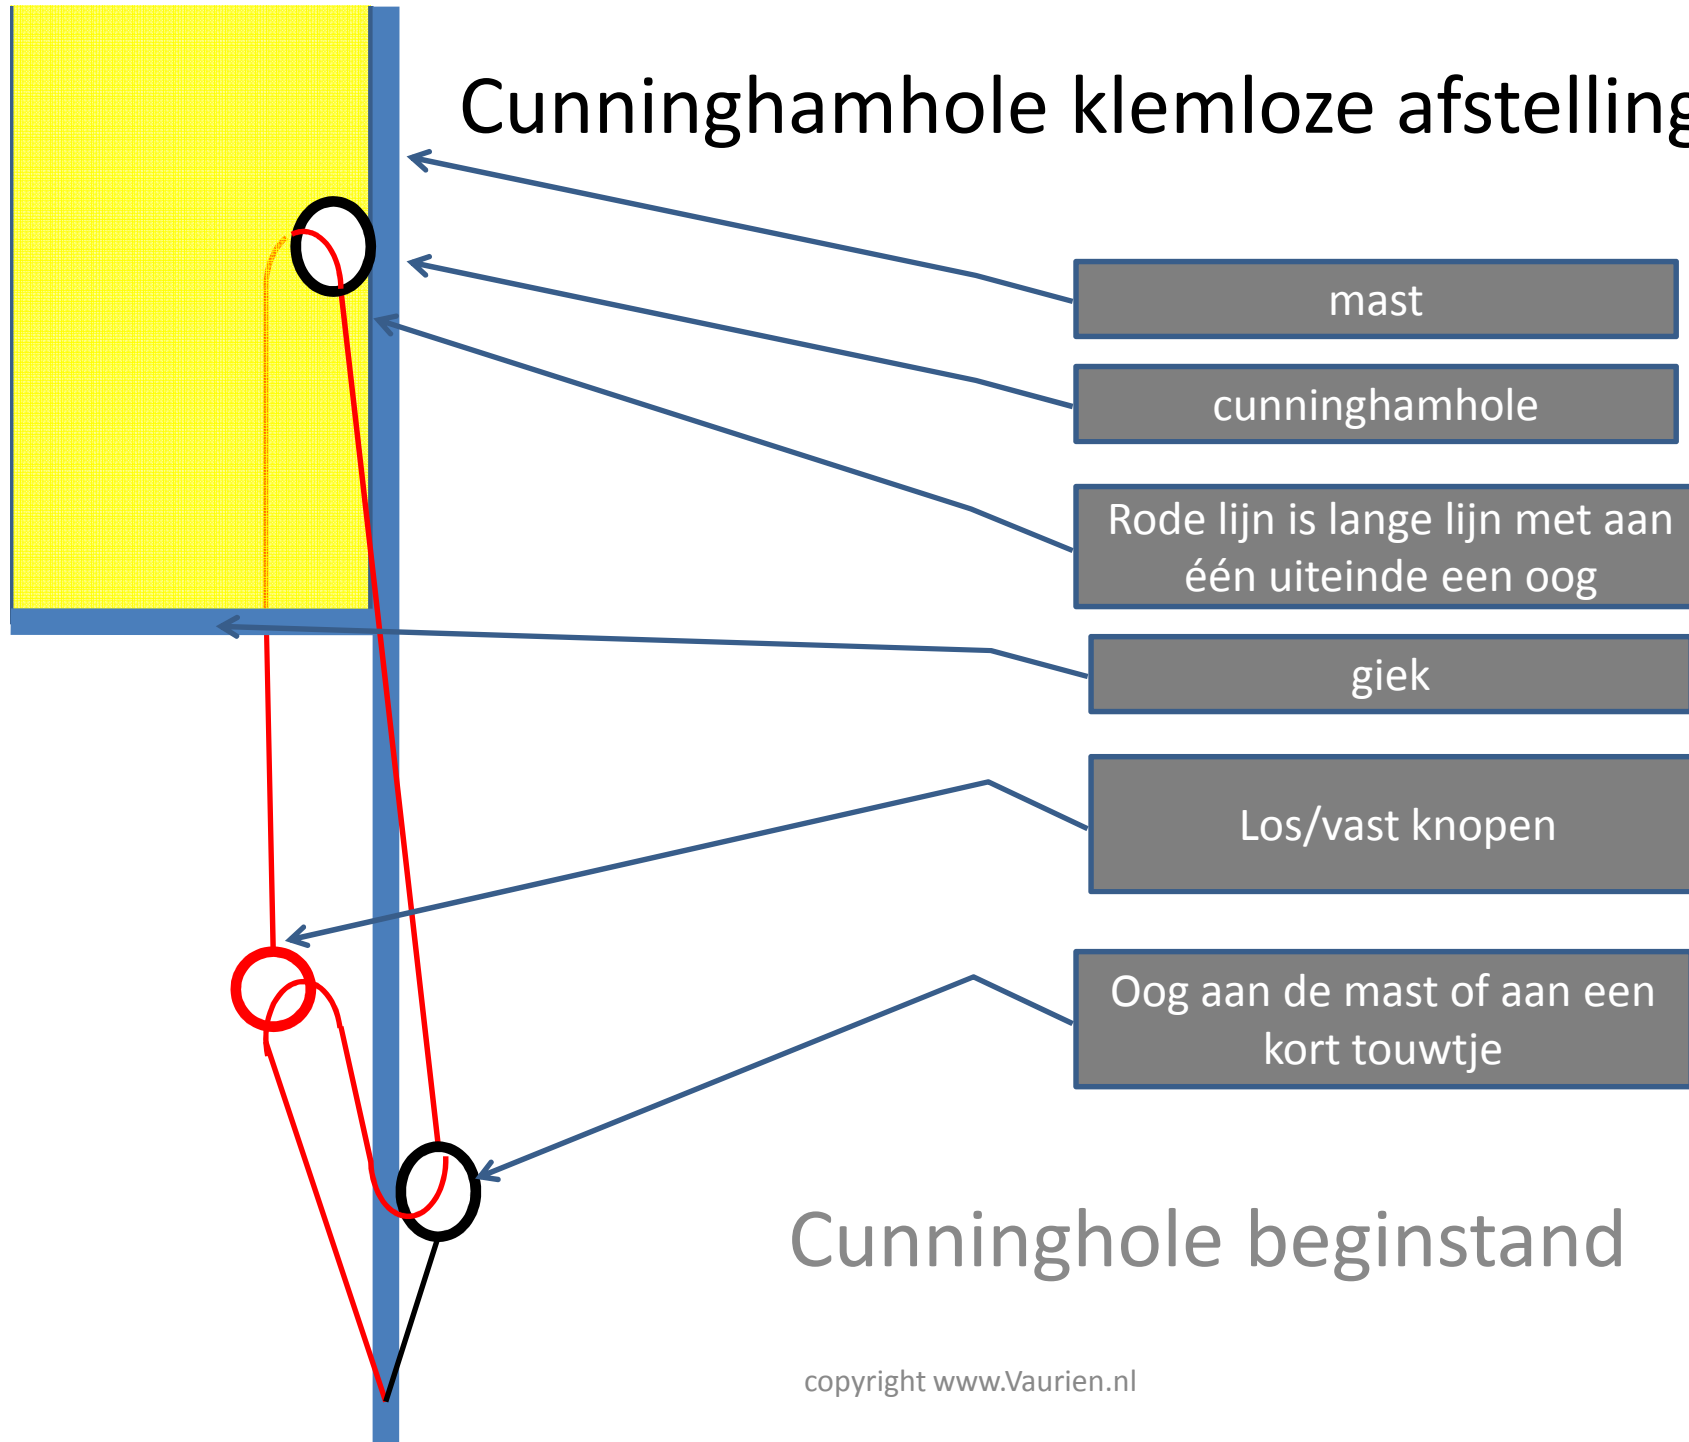 Cunninghamhole klemloze afstelling
mast
cunninghamhole
Rode lijn is lange lijn met aan
één uiteinde een oog
giek
Los/vast knopen
Oog aan de mast of aan een
kort touwtje
Cunninghole beginstand
copyright www.Vaurien.nl